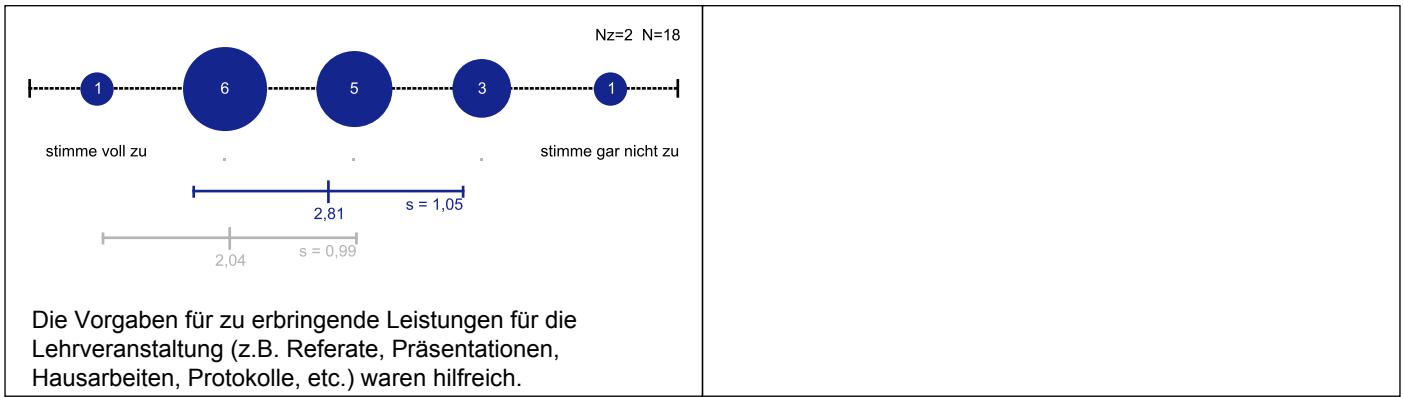 Nz=2 N=18
1 6 5 3 1
stimme voll zu . . . stimme gar nicht zu
s = 1,05
2,81
s = 0,99
2,04
Die Vorgaben für zu erbringende Leistungen für die
Lehrveranstaltung (z.B. Referate, Präsentationen,
Hausarbeiten, Protokolle, etc.) waren hilfreich.